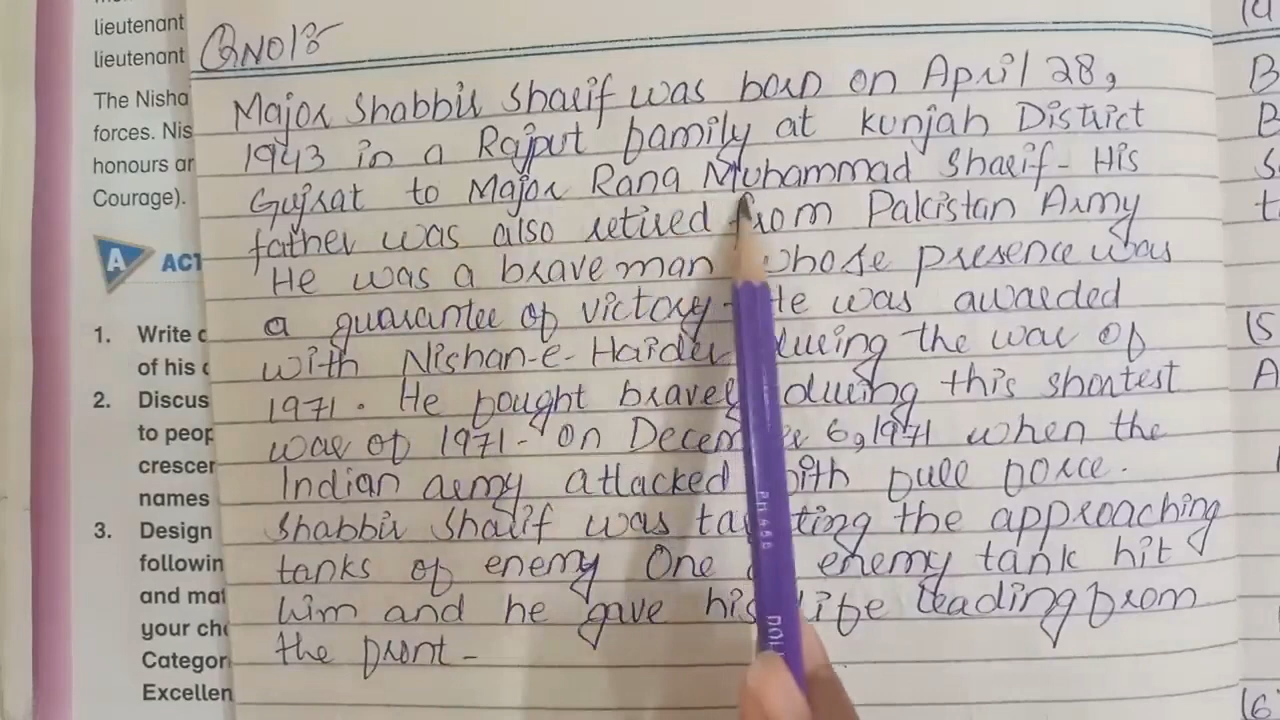 lieutenant
lieutenant
The Nisha
forces. Nis
honours ar
Courage).
A ACT
1. Write
of his
2. Discus
to peop
crescer
names
3. Design
followin
and mat
your cho
Categor
Excellen
QNO1:
Major Shabbir Sharif was born on April 28,
1943 in a Rajput family at Kunjah District
Gujrat to Major Rana Muhammad Sharif- His
father was also retired from Pakistan Army
He was a brave man whose presence was
a guarantee of victory- He was awarded
with Nishan-e-Haider during the war of
1971. He fought bravely during this shortest
war of 1971- On December 6,1971 when the
Indian army attacked with full force.
Shabbir Sharif was ting the approaching
tanks of enemy One enemy tank hit
him and he gave his life leading from
the front-
(4
B
B
S
t
(5
A
(6